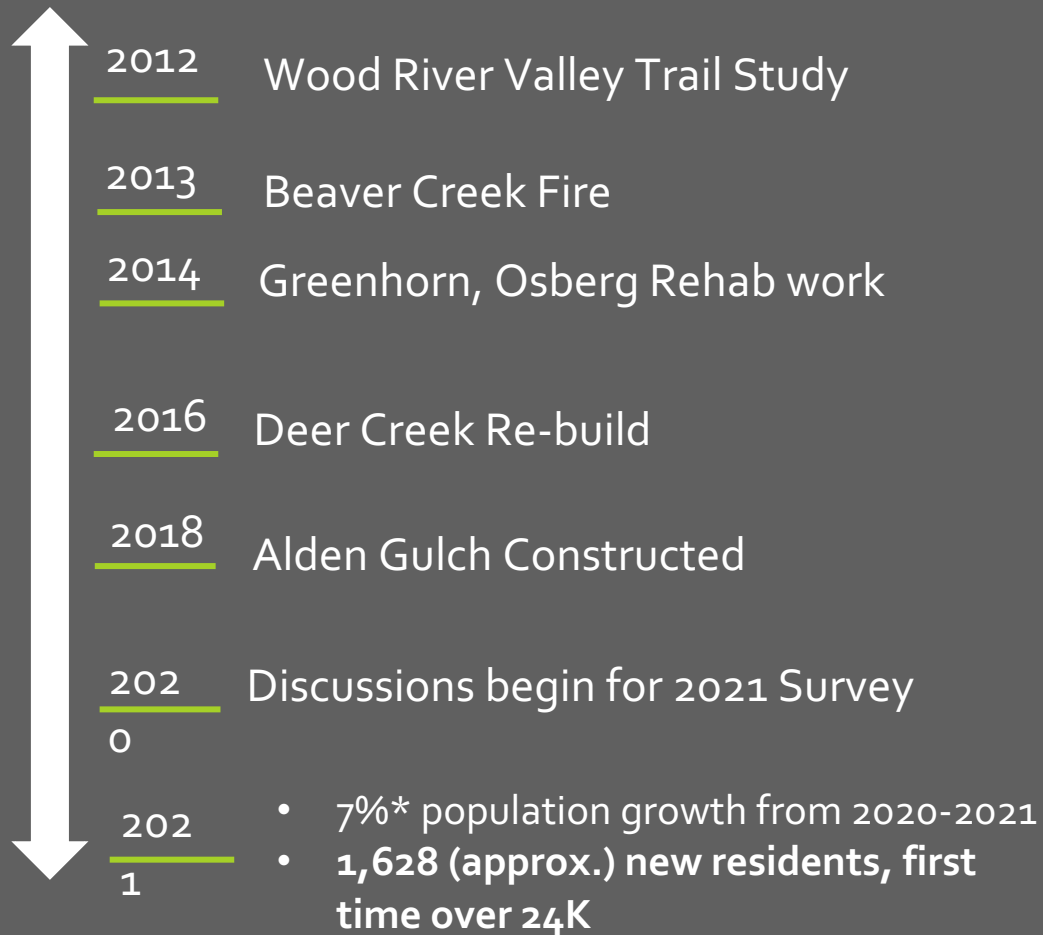 2012
Wood River Valley Trail Study
2013
Beaver Creek Fire
2014
Greenhorn, Osberg Rehab work
2016
Deer Creek Re-build
2018
Alden Gulch Constructed
202
0
Discussions begin for 2021 Survey
202
1
• 7%* population growth from 2020-2021
• 1,628 (approx.) new residents, first
time over 24K